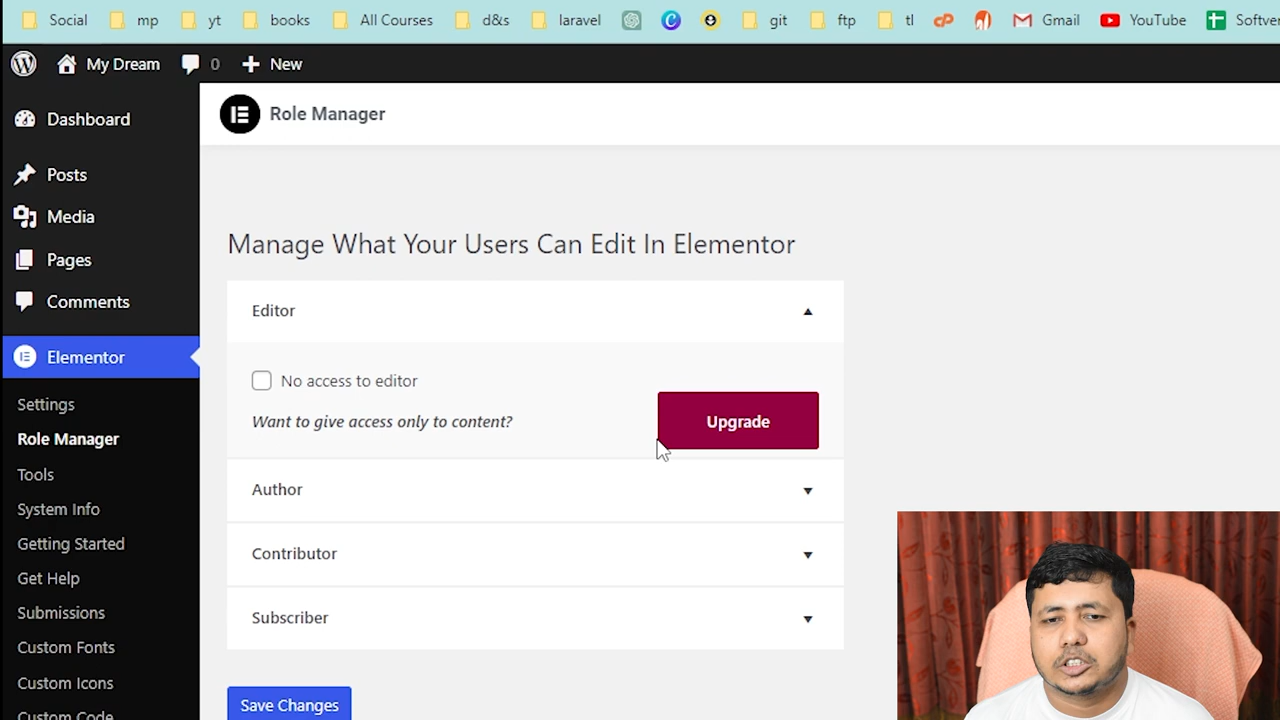 Social mp yt books All Courses d&s laravel git ftp tl Gmail YouTube
My Dream 0 New
Role Manager
Dashboard
Posts
Media
Pages
Comments
Elementor
Settings
Role Manager
Tools
System Info
Getting Started
Get Help
Submissions
Custom Fonts
Custom Icons
Custom Code
Manage What Your Users Can Edit In Elementor
Editor
No access to editor
Want to give access only to content?
Upgrade
Author
Contributor
Subscriber
Save Changes